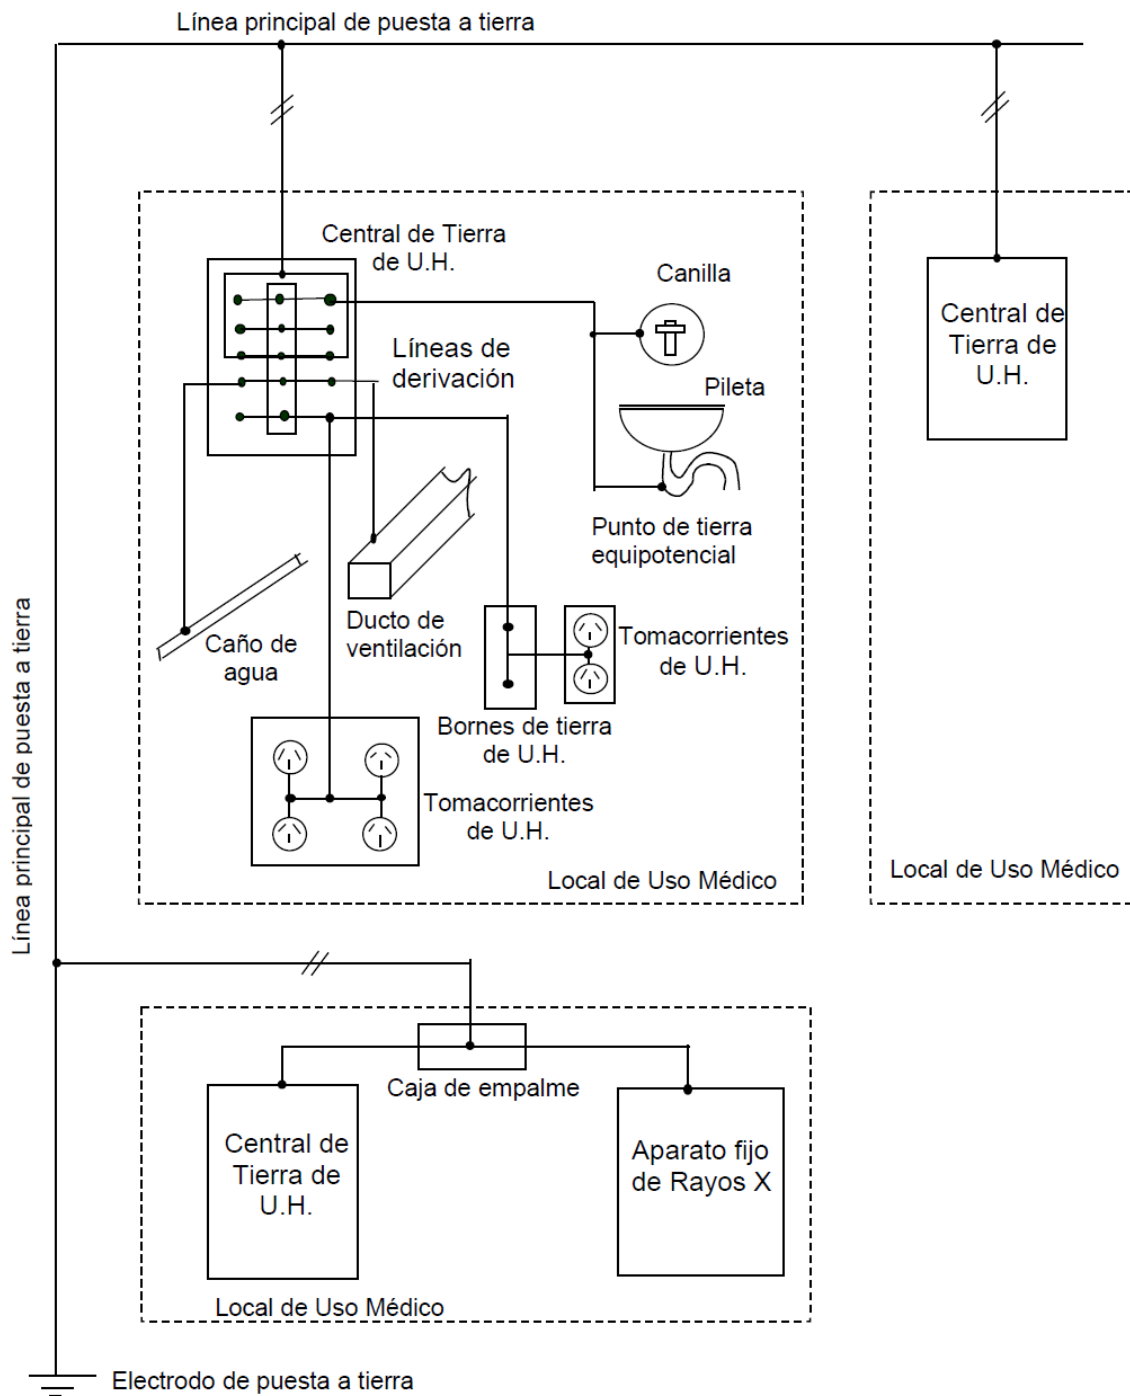 Línea principal de puesta a tierra
Central de Tierra
de U.H.
Canilla
Central de
Tierra de
U.H.
Líneas de
derivación
Pileta
Punto de tierra
equipotencial
Ducto de
ventilación
Caño de
agua
Tomacorrientes
de U.H.
Bornes de tierra
de U.H.
Tomacorrientes
de U.H.
Local de Uso Médico
Local de Uso Médico
Línea principal de puesta a tierra
Caja de empalme
Central de
Tierra de
U.H.
Aparato fijo
de Rayos X
Local de Uso Médico
Electrodo de puesta a tierra